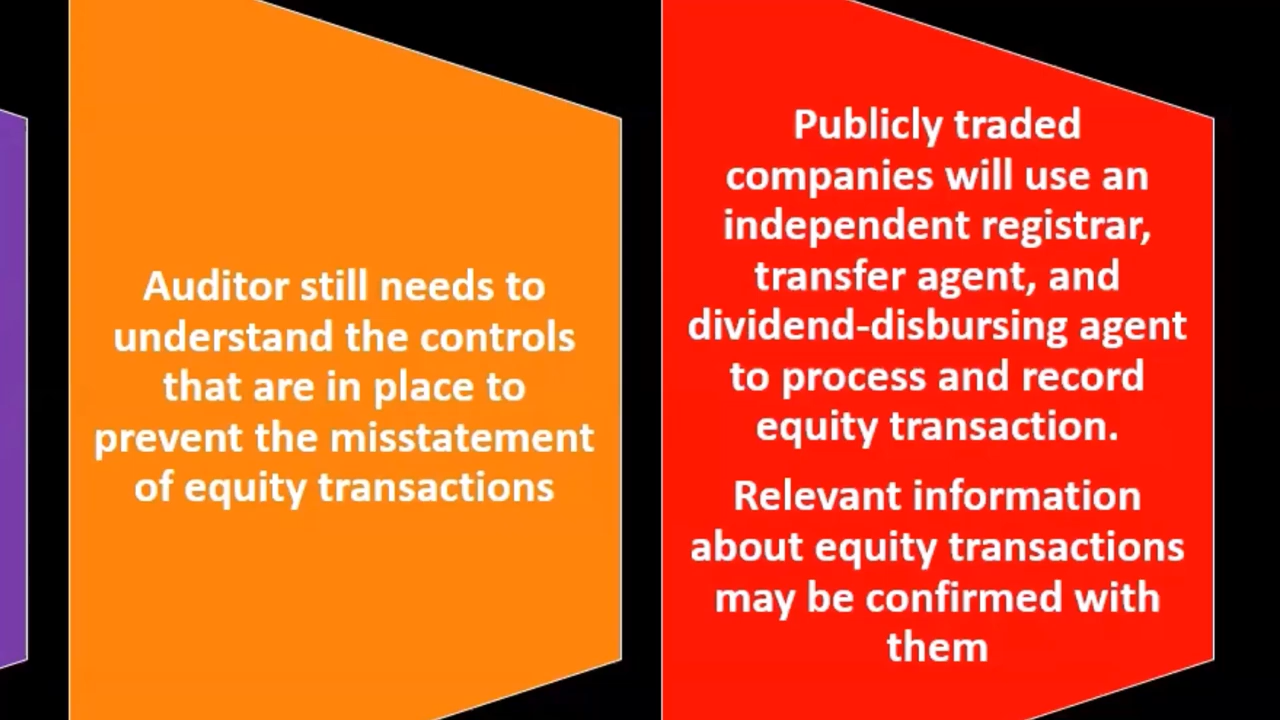 Auditor still needs to
understand the controls
that are in place to
prevent the misstatement
of equity transactions
Publicly traded
companies will use an
independent registrar,
transfer agent, and
dividend-disbursing agent
to process and record
equity transaction.
Relevant information
about equity transactions
may be confirmed with
them